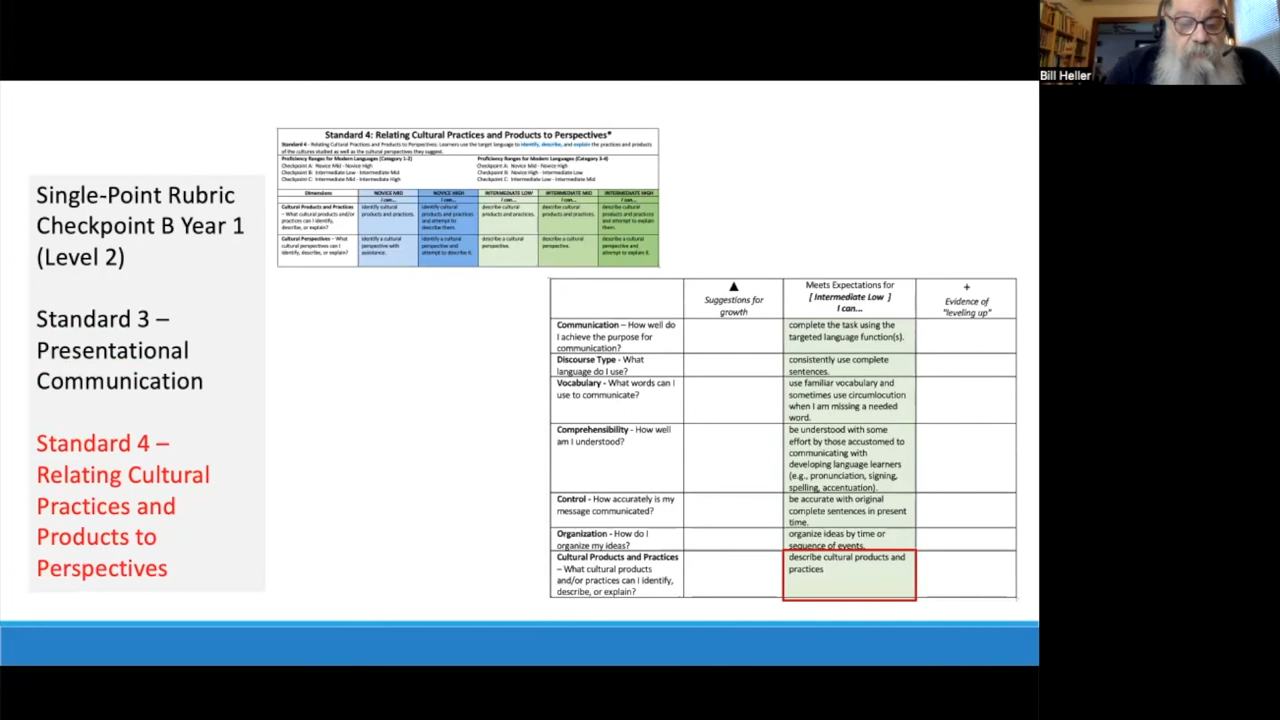 Bill Heller
Single-Point Rubric
Checkpoint B Year 1
(Level 2)
Standard 3 –
Presentational
Communication
Standard 4 –
Relating Cultural
Practices and
Products to
Perspectives
Standard 4: Relating Cultural Practices and Products to Perspectives*
Standard 4 - Relating Cultural Practices and Products to Perspectives: Learners use the target language to identify, describe, and explain the practices and products
of the cultures studied as well as the cultural perspectives they suggest.
Proficiency Ranges for Modern Languages (Category 1-2)
Checkpoint A: Novice Mid - Novice High
Checkpoint B: Intermediate Low - Intermediate Mid
Checkpoint C: Intermediate Mid - Intermediate High
Proficiency Ranges for Modern Languages (Category 3-4)
Checkpoint A: Novice Mid - Novice High
Checkpoint B: Novice High - Intermediate Low
Checkpoint C: Intermediate Low - Intermediate Mid
Dimensions
NOVICE MID
I can...
NOVICE HIGH
I can...
INTERMEDIATE LOW
I can...
INTERMEDIATE MID
I can...
INTERMEDIATE HIGH
I can...
Cultural Products and Practices
– What cultural products and/or
practices can I identify,
describe, or explain?
identify cultural
products and practices.
identify cultural
products and practices
and attempt to
describe them.
describe cultural
products and practices.
describe cultural
products and practices.
describe cultural
products and practices
and attempt to explain
them.
Cultural Perspectives – What
cultural perspectives can I
identify, describe, or explain?
identify a cultural
perspective with
assistance.
identify a cultural
perspective and
attempt to describe it.
describe a cultural
perspective.
describe a cultural
perspective.
describe a cultural
perspective and
attempt to explain it.
▲
Suggestions for
growth
Meets Expectations for
[ Intermediate Low ]
I can...
+
Evidence of
"leveling up"
Communication – How well do
I achieve the purpose for
communication?
complete the task using the
targeted language function(s).
Discourse Type - What
language do I use?
consistently use complete
sentences.
Vocabulary - What words can I
use to communicate?
use familiar vocabulary and
sometimes use circumlocution
when I am missing a needed
word.
Comprehensibility - How well
am I understood?
be understood with some
effort by those accustomed to
communicating with
developing language learners
(e.g., pronunciation, signing,
spelling, accentuation).
Control - How accurately is my
message communicated?
be accurate with original
complete sentences in present
time.
Organization - How do I
organize my ideas?
organize ideas by time or
sequence of events.
Cultural Products and Practices
– What cultural products
and/or practices can I identify,
describe, or explain?
describe cultural products and
practices